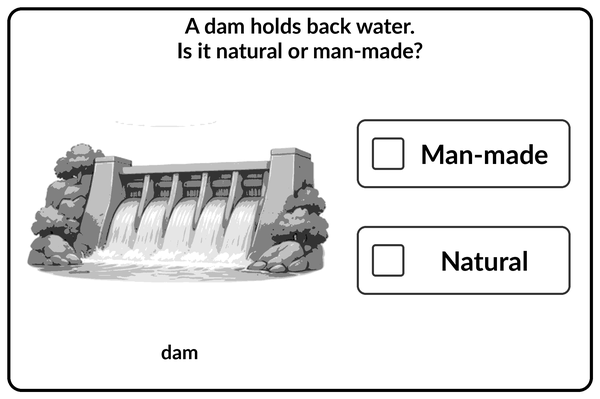 A dam holds back water.
Is it natural or man-made?
Man-made
Natural
dam